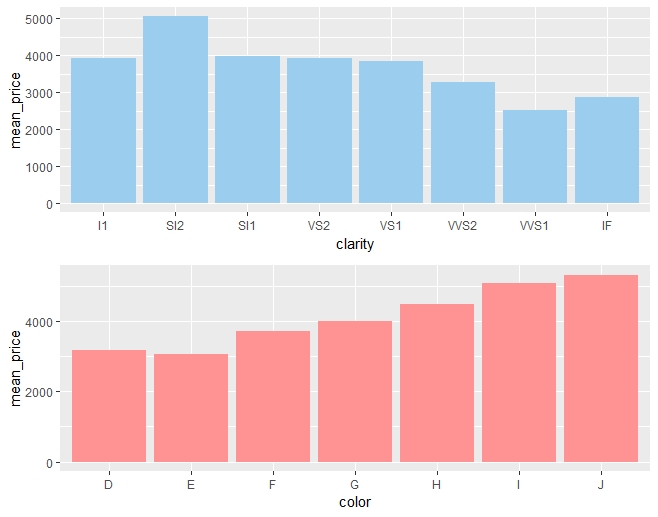 5000
4000
3000
2000
1000
0
mean_price
I1 SI2 SI1 VS2 VS1 VVS2 VVS1 IF
clarity
4000
2000
0
mean_price
D E F G H I J
color